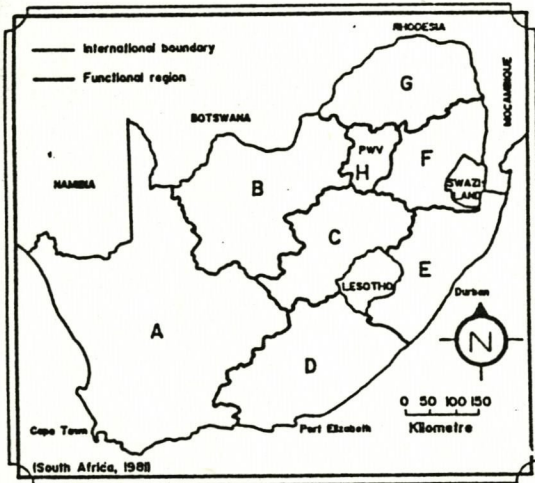 RHODESIA
International boundary
Functional region
MOCAMBIQUE
G
BOTSWANA
PWV
H
F
NAMIBIA
B
SWAZI-
LAND
C
E
LESOTHO
Durban
A
N
D
0 50 100 150
Kilometre
Cape Town
Port Elizabeth
(South Africa, 1981)